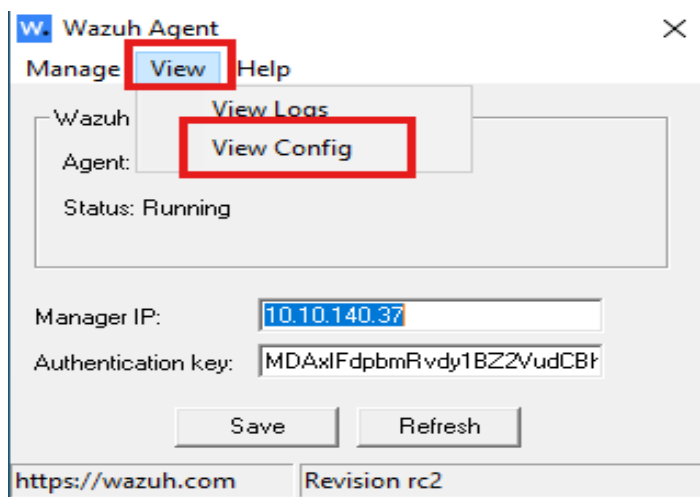 W. Wazuh Agent
Manage View Help
View Logs
Wazuh
View Config
Agent:
Status: Running
Manager IP: 10.10.140.37
Authentication key:
Save Refresh
https://wazuh.com Revision rc2